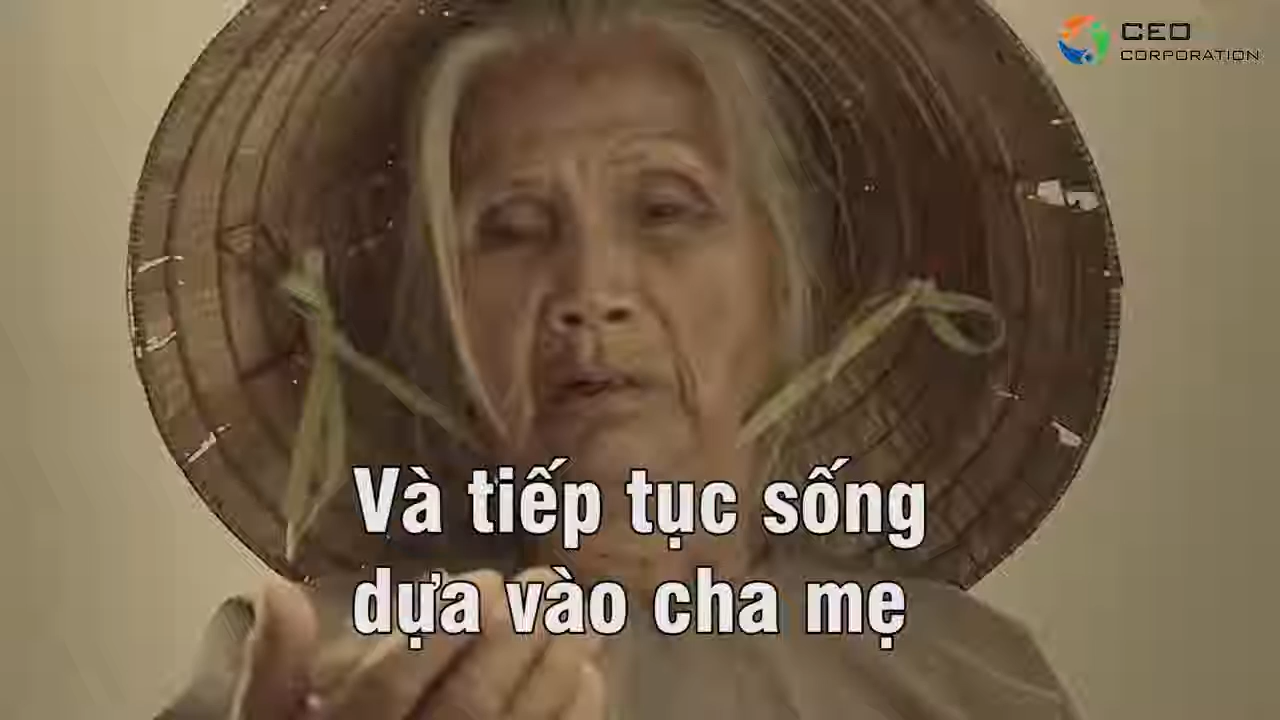 CEO
CORPORATION
Và tiếp tục sống
dựa vào cha mẹ